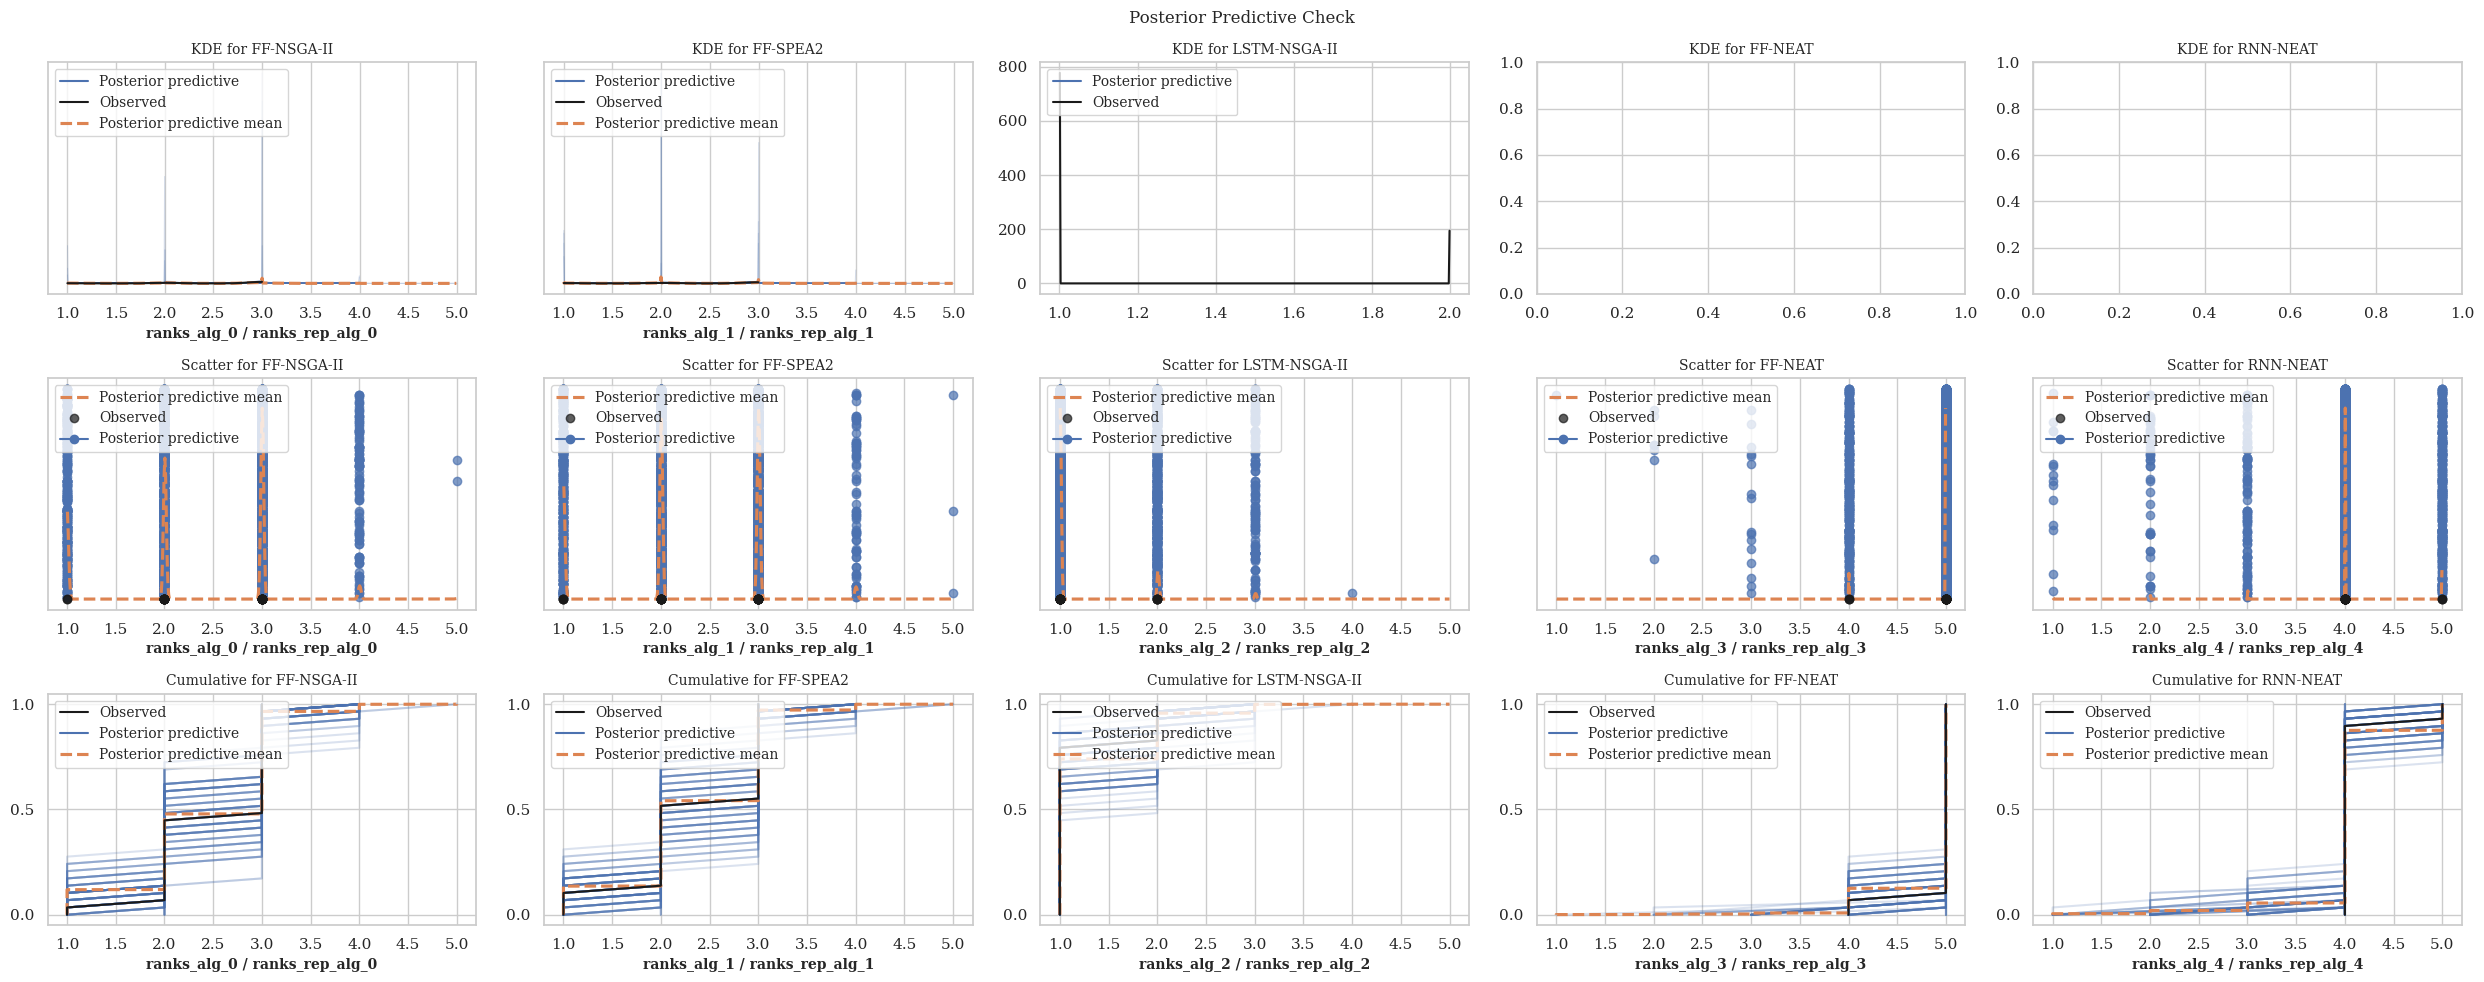 Posterior Predictive Check
KDE for FF-NSGA-II
Posterior predictive
Observed
Posterior predictive mean
1.0 1.5 2.0 2.5 3.0 3.5 4.0 4.5 5.0
ranks_alg_0 / ranks_rep_alg_0
KDE for FF-SPEA2
Posterior predictive
Observed
Posterior predictive mean
1.0 1.5 2.0 2.5 3.0 3.5 4.0 4.5 5.0
ranks_alg_1 / ranks_rep_alg_1
KDE for LSTM-NSGA-II
Posterior predictive
Observed
800
600
400
200
0
1.0 1.2 1.4 1.6 1.8 2.0
KDE for FF-NEAT
1.0
0.8
0.6
0.4
0.2
0.0
0.0 0.2 0.4 0.6 0.8 1.0
KDE for RNN-NEAT
1.0
0.8
0.6
0.4
0.2
0.0
0.0 0.2 0.4 0.6 0.8 1.0
Scatter for FF-NSGA-II
Posterior predictive mean
Observed
Posterior predictive
1.0 1.5 2.0 2.5 3.0 3.5 4.0 4.5 5.0
ranks_alg_0 / ranks_rep_alg_0
Scatter for FF-SPEA2
Posterior predictive mean
Observed
Posterior predictive
1.0 1.5 2.0 2.5 3.0 3.5 4.0 4.5 5.0
ranks_alg_1 / ranks_rep_alg_1
Scatter for LSTM-NSGA-II
Posterior predictive mean
Observed
Posterior predictive
1.0 1.5 2.0 2.5 3.0 3.5 4.0 4.5 5.0
ranks_alg_2 / ranks_rep_alg_2
Scatter for FF-NEAT
Posterior predictive mean
Observed
Posterior predictive
1.0 1.5 2.0 2.5 3.0 3.5 4.0 4.5 5.0
ranks_alg_3 / ranks_rep_alg_3
Scatter for RNN-NEAT
Posterior predictive mean
Observed
Posterior predictive
1.0 1.5 2.0 2.5 3.0 3.5 4.0 4.5 5.0
ranks_alg_4 / ranks_rep_alg_4
Cumulative for FF-NSGA-II
Observed
Posterior predictive
Posterior predictive mean
1.0
0.5
0.0
1.0 1.5 2.0 2.5 3.0 3.5 4.0 4.5 5.0
ranks_alg_0 / ranks_rep_alg_0
Cumulative for FF-SPEA2
Observed
Posterior predictive
Posterior predictive mean
1.0
0.5
0.0
1.0 1.5 2.0 2.5 3.0 3.5 4.0 4.5 5.0
ranks_alg_1 / ranks_rep_alg_1
Cumulative for LSTM-NSGA-II
Observed
Posterior predictive
Posterior predictive mean
1.0
0.5
0.0
1.0 1.5 2.0 2.5 3.0 3.5 4.0 4.5 5.0
ranks_alg_2 / ranks_rep_alg_2
Cumulative for FF-NEAT
Observed
Posterior predictive
Posterior predictive mean
1.0
0.5
0.0
1.0 1.5 2.0 2.5 3.0 3.5 4.0 4.5 5.0
ranks_alg_3 / ranks_rep_alg_3
Cumulative for RNN-NEAT
Observed
Posterior predictive
Posterior predictive mean
1.0
0.5
0.0
1.0 1.5 2.0 2.5 3.0 3.5 4.0 4.5 5.0
ranks_alg_4 / ranks_rep_alg_4